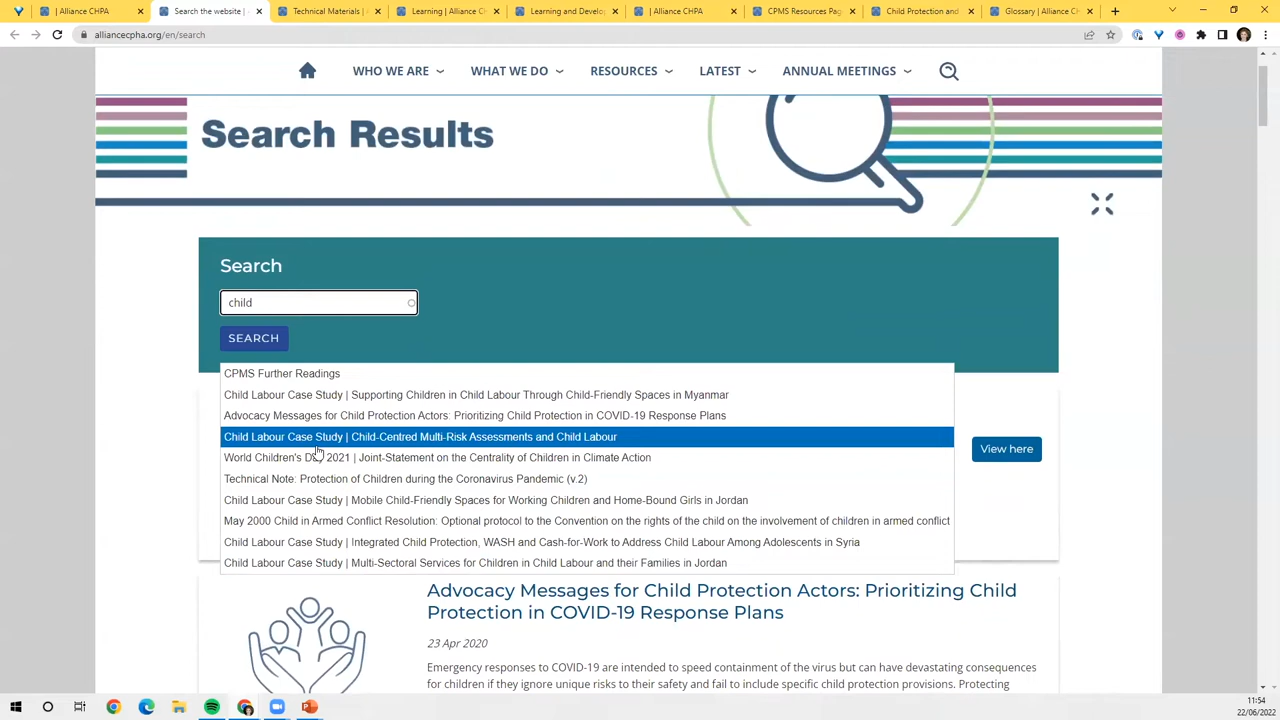 | Alliance CHPA
Search the website |
Technical Materials |
Learning | Alliance CH
Learning and Develop
| Alliance CHPA
CPMS Resources Page
Child Protection and
Glossary | Alliance CH
alliancecpha.org/en/search
WHO WE ARE
WHAT WE DO
RESOURCES
LATEST
ANNUAL MEETINGS
Search Results
Search
child
SEARCH
CPMS Further Readings
Child Labour Case Study | Supporting Children in Child Labour Through Child-Friendly Spaces in Myanmar
Advocacy Messages for Child Protection Actors: Prioritizing Child Protection in COVID-19 Response Plans
Child Labour Case Study | Child-Centred Multi-Risk Assessments and Child Labour
World Children's Day 2021 | Joint-Statement on the Centrality of Children in Climate Action
Technical Note: Protection of Children during the Coronavirus Pandemic (v.2)
Child Labour Case Study | Mobile Child-Friendly Spaces for Working Children and Home-Bound Girls in Jordan
May 2000 Child in Armed Conflict Resolution: Optional protocol to the Convention on the rights of the child on the involvement of children in armed conflict
Child Labour Case Study | Integrated Child Protection, WASH and Cash-for-Work to Address Child Labour Among Adolescents in Syria
Child Labour Case Study | Multi-Sectoral Services for Children in Child Labour and their Families in Jordan
View here
Advocacy Messages for Child Protection Actors: Prioritizing Child
Protection in COVID-19 Response Plans
23 Apr 2020
Emergency responses to COVID-19 are intended to speed containment of the virus but can have devastating consequences
for children if they ignore unique risks to their safety and fail to include specific child protection provisions. Protecting
11:54
22/06/2022